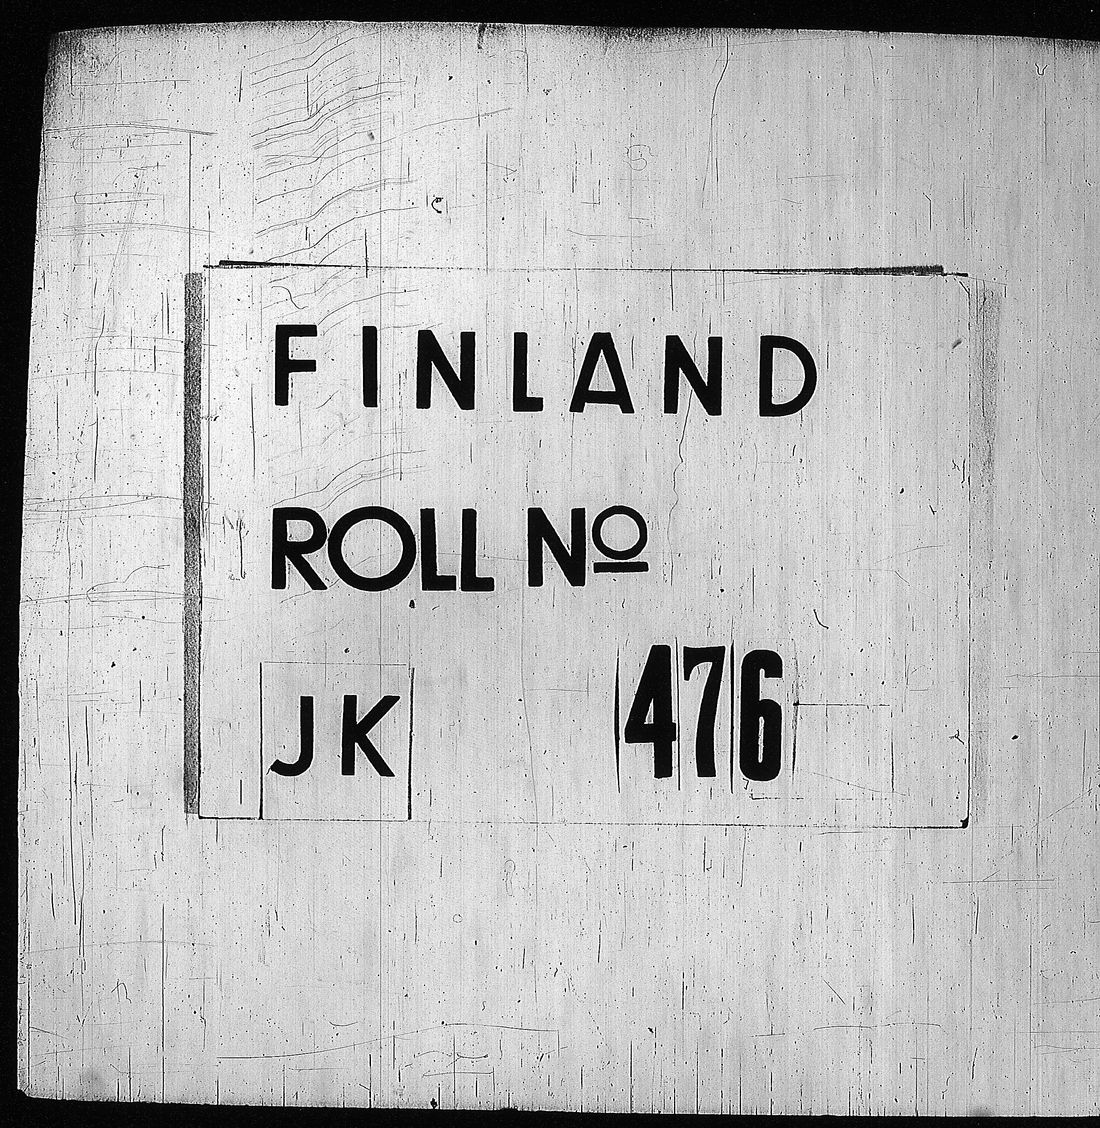 FINLAND
ROLL Nº
JK 476